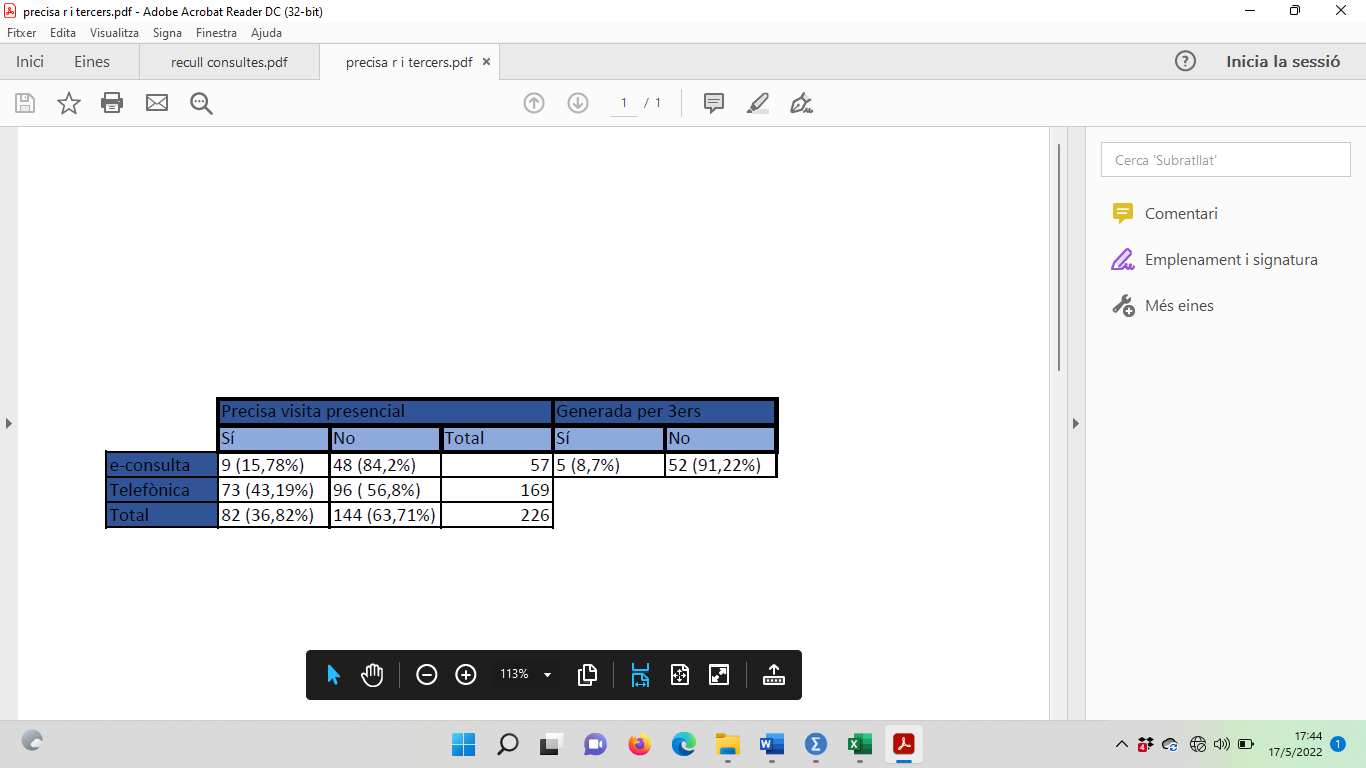 precisa r i tercers.pdf - Adobe Acrobat Reader DC (32-bit)
Fitxer Edita Visualitza Signa Finestra Ajuda
Inici Eines recull consultes.pdf precisa r i tercers.pdf × ? Inicia la sessió
1 / 1
Cerca 'Subratllat'
Comentari
Emplenament i signatura
Més eines
Precisa visita presencial Generada per 3ers
Sí No Total Sí No
e-consulta 9 (15,78%) 48 (84,2%) 57 5 (8,7%) 52 (91,22%)
Telefònica 73 (43,19%) 96 ( 56,8%) 169
Total 82 (36,82%) 144 (63,71%) 226
113%
17:44
17/5/2022 1